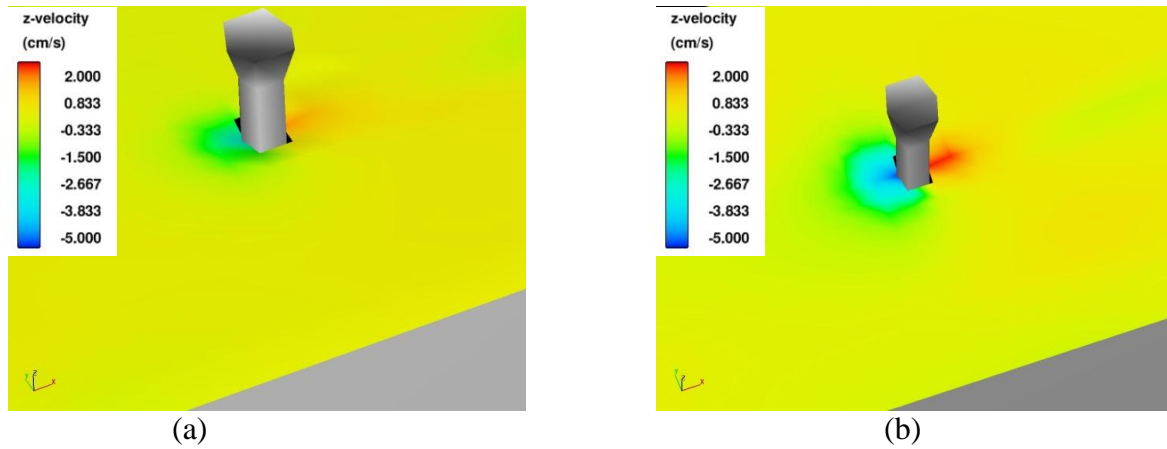 z-velocity
(cm/s)
2.000
0.833
-0.333
-1.500
-2.667
-3.833
-5.000
Y Z X
(a)
z-velocity
(cm/s)
2.000
0.833
-0.333
-1.500
-2.667
-3.833
-5.000
Y Z X
(b)